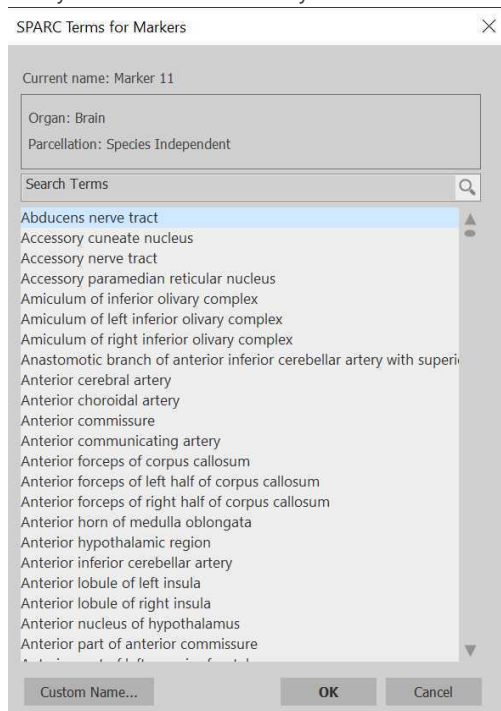 SPARC Terms for Markers
Current name: Marker 11
Organ: Brain
Parcellation: Species Independent
Search Terms
Abducens nerve tract
Accessory cuneate nucleus
Accessory nerve tract
Accessory paramedian reticular nucleus
Amiculum of inferior olivary complex
Amiculum of left inferior olivary complex
Amiculum of right inferior olivary complex
Anastomotic branch of anterior inferior cerebellar artery with superi
Anterior cerebral artery
Anterior choroidal artery
Anterior commissure
Anterior communicating artery
Anterior forceps of corpus callosum
Anterior forceps of left half of corpus callosum
Anterior forceps of right half of corpus callosum
Anterior horn of medulla oblongata
Anterior hypothalamic region
Anterior inferior cerebellar artery
Anterior lobule of left insula
Anterior lobule of right insula
Anterior nucleus of hypothalamus
Anterior part of anterior commissure
Custom Name... OK Cancel